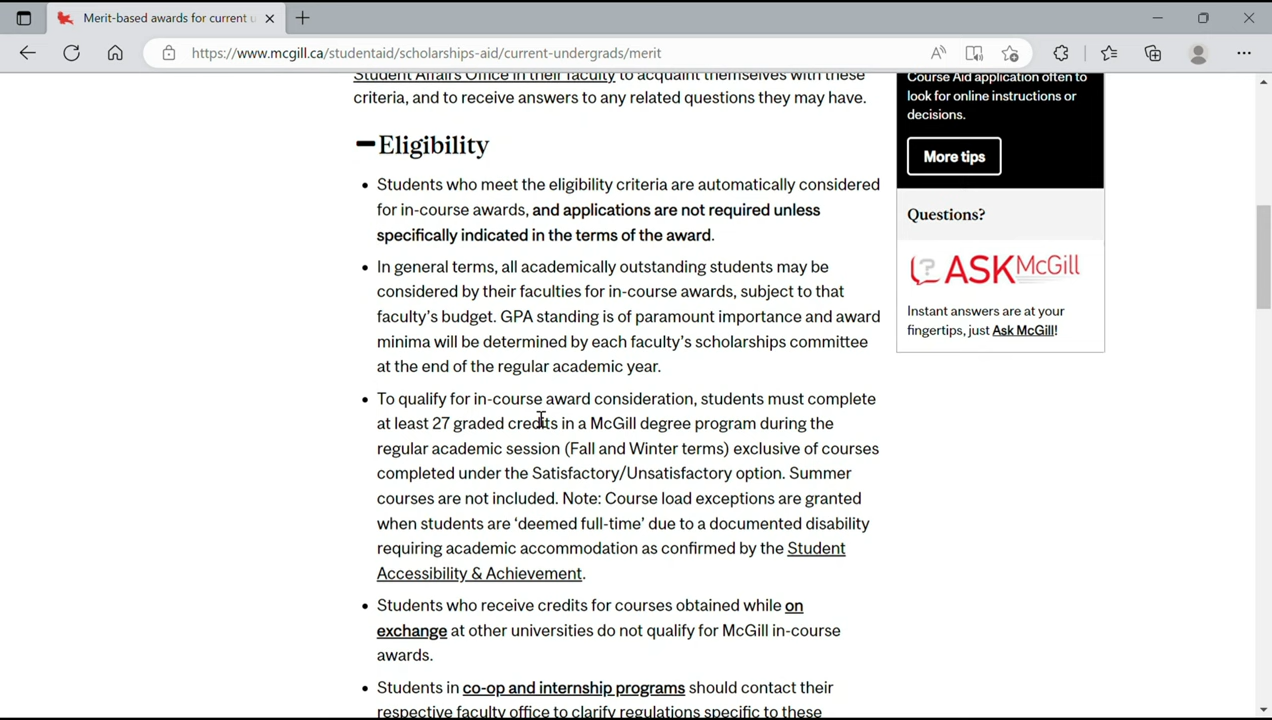 Merit-based awards for current u
https://www.mcgill.ca/studentaid/scholarships-aid/current-undergrads/merit
Student Affairs Office in their faculty to acquaint themselves with these
criteria, and to receive answers to any related questions they may have.
Eligibility
• Students who meet the eligibility criteria are automatically considered
for in-course awards, and applications are not required unless
specifically indicated in the terms of the award.
• In general terms, all academically outstanding students may be
considered by their faculties for in-course awards, subject to that
faculty's budget. GPA standing is of paramount importance and award
minima will be determined by each faculty's scholarships committee
at the end of the regular academic year.
• To qualify for in-course award consideration, students must complete
at least 27 graded credits in a McGill degree program during the
regular academic session (Fall and Winter terms) exclusive of courses
completed under the Satisfactory/Unsatisfactory option. Summer
courses are not included. Note: Course load exceptions are granted
when students are ‘deemed full-time’ due to a documented disability
requiring academic accommodation as confirmed by the Student
Accessibility & Achievement.
• Students who receive credits for courses obtained while on
exchange at other universities do not qualify for McGill in-course
awards.
• Students in co-op and internship programs should contact their
respective faculty office to clarify regulations specific to these
Course Aid application often to
look for online instructions or
decisions.
More tips
Questions?
? ASK McGill
Instant answers are at your
fingertips, just Ask McGill!